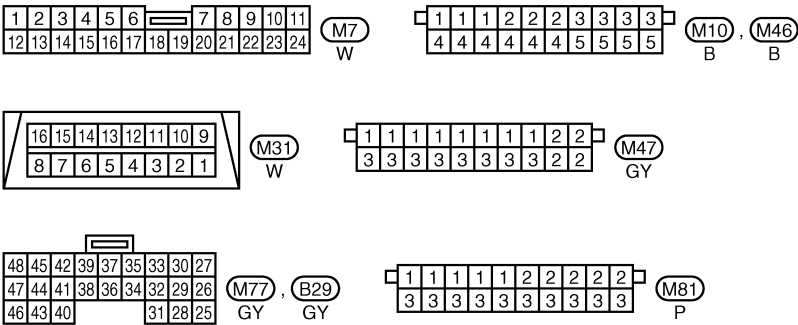 1 2 3 4 5 6 7 8 9 10 11
12 13 14 15 16 17 18 19 20 21 22 23 24
M7
W
1 1 1 2 2 2 3 3 3 3
4 4 4 4 4 4 5 5 5 5
M10 , M46
B B
16 15 14 13 12 11 10 9
8 7 6 5 4 3 2 1
M31
W
1 1 1 1 1 1 1 1 2 2
3 3 3 3 3 3 3 3 2 2
M47
GY
48 45 42 39 37 35 33 30 27
47 44 41 38 36 34 32 29 26
46 43 40 31 28 25
M77 , B29
GY GY
1 1 1 1 1 2 2 2 2 2
3 3 3 3 3 3 3 3 3 3
M81
P